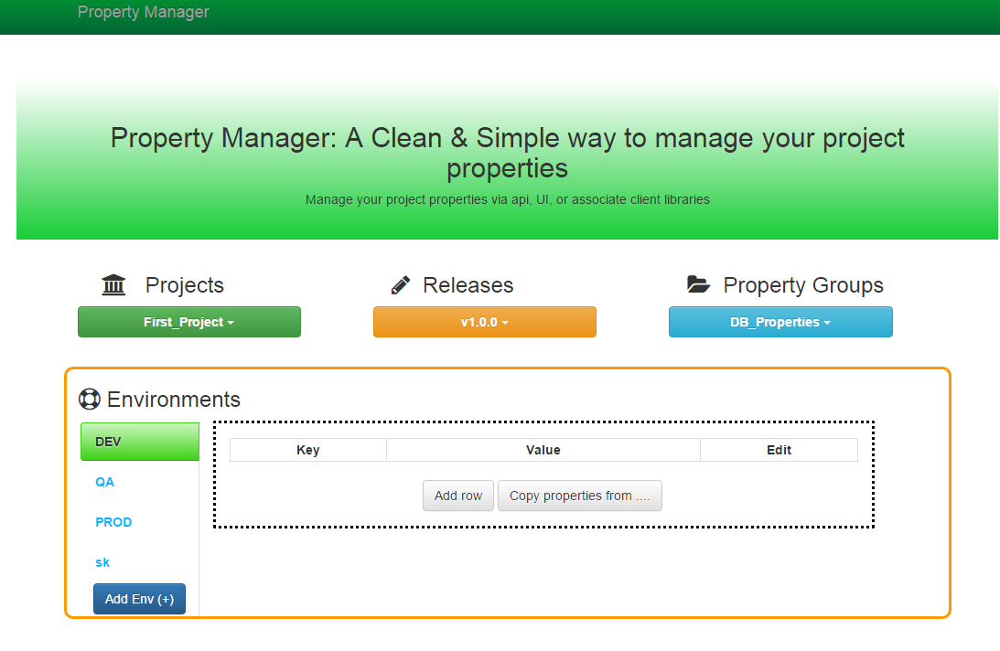 Property Manager
Property Manager: A Clean & Simple way to manage your project
properties
Manage your project properties via api, UI, or associate client libraries
Projects
Releases
Property Groups
First_Project
v1.0.0
DB_Properties
Environments
DEV
QA
PROD
sk
Add Env (+)
Key
Value
Edit
Add row
Copy properties from ....